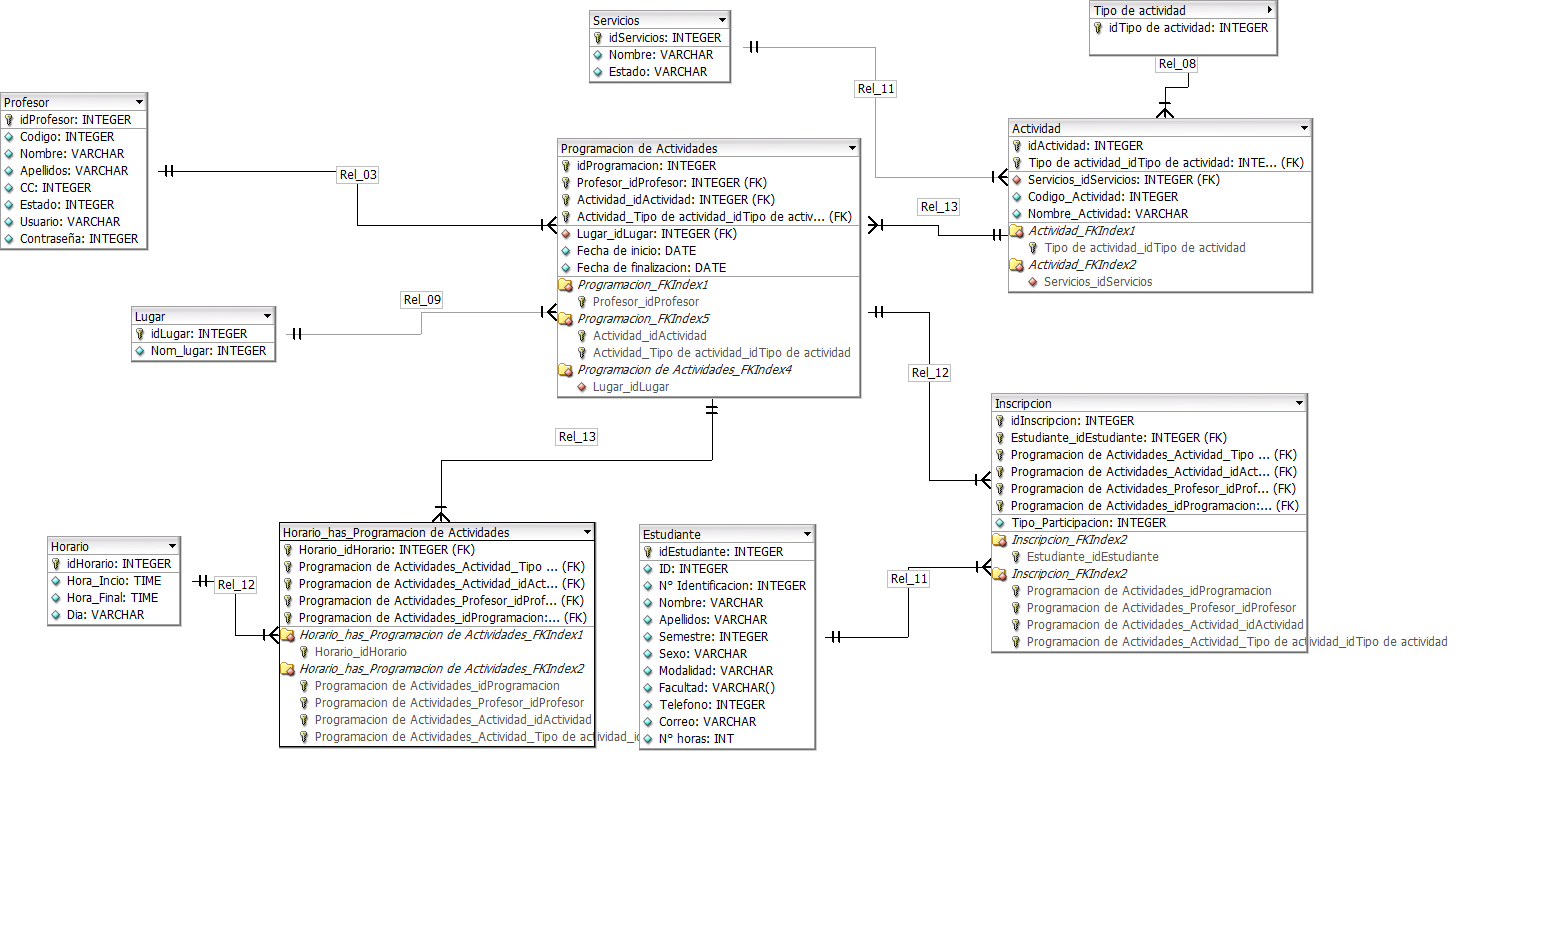 Servicios
idServicios: INTEGER
Nombre: VARCHAR
Estado: VARCHAR
Tipo de actividad
idTipo de actividad: INTEGER
Rel_08
Rel_11
Profesor
idProfesor: INTEGER
Codigo: INTEGER
Nombre: VARCHAR
Apellidos: VARCHAR
CC: INTEGER
Estado: INTEGER
Usuario: VARCHAR
Contraseña: INTEGER
Rel_03
Programacion de Actividades
idProgramacion: INTEGER
Profesor_idProfesor: INTEGER (FK)
Actividad_idActividad: INTEGER (FK)
Actividad_Tipo de actividad_idTipo de activ... (FK)
Lugar_idLugar: INTEGER (FK)
Fecha de inicio: DATE
Fecha de finalizacion: DATE
Programacion_FKIndex1
Profesor_idProfesor
Programacion_FKIndex5
Actividad_idActividad
Actividad_Tipo de actividad_idTipo de actividad
Programacion de Actividades_FKIndex4
Lugar_idLugar
Actividad
idActividad: INTEGER
Tipo de actividad_idTipo de actividad: INTE... (FK)
Servicios_idServicios: INTEGER (FK)
Codigo_Actividad: INTEGER
Nombre_Actividad: VARCHAR
Actividad_FKIndex1
Tipo de actividad_idTipo de actividad
Actividad_FKIndex2
Servicios_idServicios
Rel_13
Rel_09
Lugar
idLugar: INTEGER
Nom_lugar: INTEGER
Rel_12
Rel_13
Inscripcion
idInscripcion: INTEGER
Estudiante_idEstudiante: INTEGER (FK)
Programacion de Actividades_Actividad_Tipo ... (FK)
Programacion de Actividades_Actividad_idAct... (FK)
Programacion de Actividades_Profesor_idProf... (FK)
Programacion de Actividades_idProgramacion:... (FK)
Tipo_Participacion: INTEGER
Inscripcion_FKIndex2
Estudiante_idEstudiante
Inscripcion_FKIndex2
Programacion de Actividades_idProgramacion
Programacion de Actividades_Profesor_idProfesor
Programacion de Actividades_Actividad_idActividad
Programacion de Actividades_Actividad_Tipo de actividad_idTipo de actividad
Horario
idHorario: INTEGER
Hora_Incio: TIME
Hora_Final: TIME
Dia: VARCHAR
Rel_12
Horario_has_Programacion de Actividades
Horario_idHorario: INTEGER (FK)
Programacion de Actividades_Actividad_Tipo ... (FK)
Programacion de Actividades_Actividad_idAct... (FK)
Programacion de Actividades_Profesor_idProf... (FK)
Programacion de Actividades_idProgramacion:... (FK)
Horario_has_Programacion de Actividades_FKIndex1
Horario_idHorario
Horario_has_Programacion de Actividades_FKIndex2
Programacion de Actividades_idProgramacion
Programacion de Actividades_Profesor_idProfesor
Programacion de Actividades_Actividad_idActividad
Programacion de Actividades_Actividad_Tipo de actividad_id
Estudiante
idEstudiante: INTEGER
ID: INTEGER
N° Identificacion: INTEGER
Nombre: VARCHAR
Apellidos: VARCHAR
Semestre: INTEGER
Sexo: VARCHAR
Modalidad: VARCHAR
Facultad: VARCHAR()
Telefono: INTEGER
Correo: VARCHAR
N° horas: INT
Rel_11